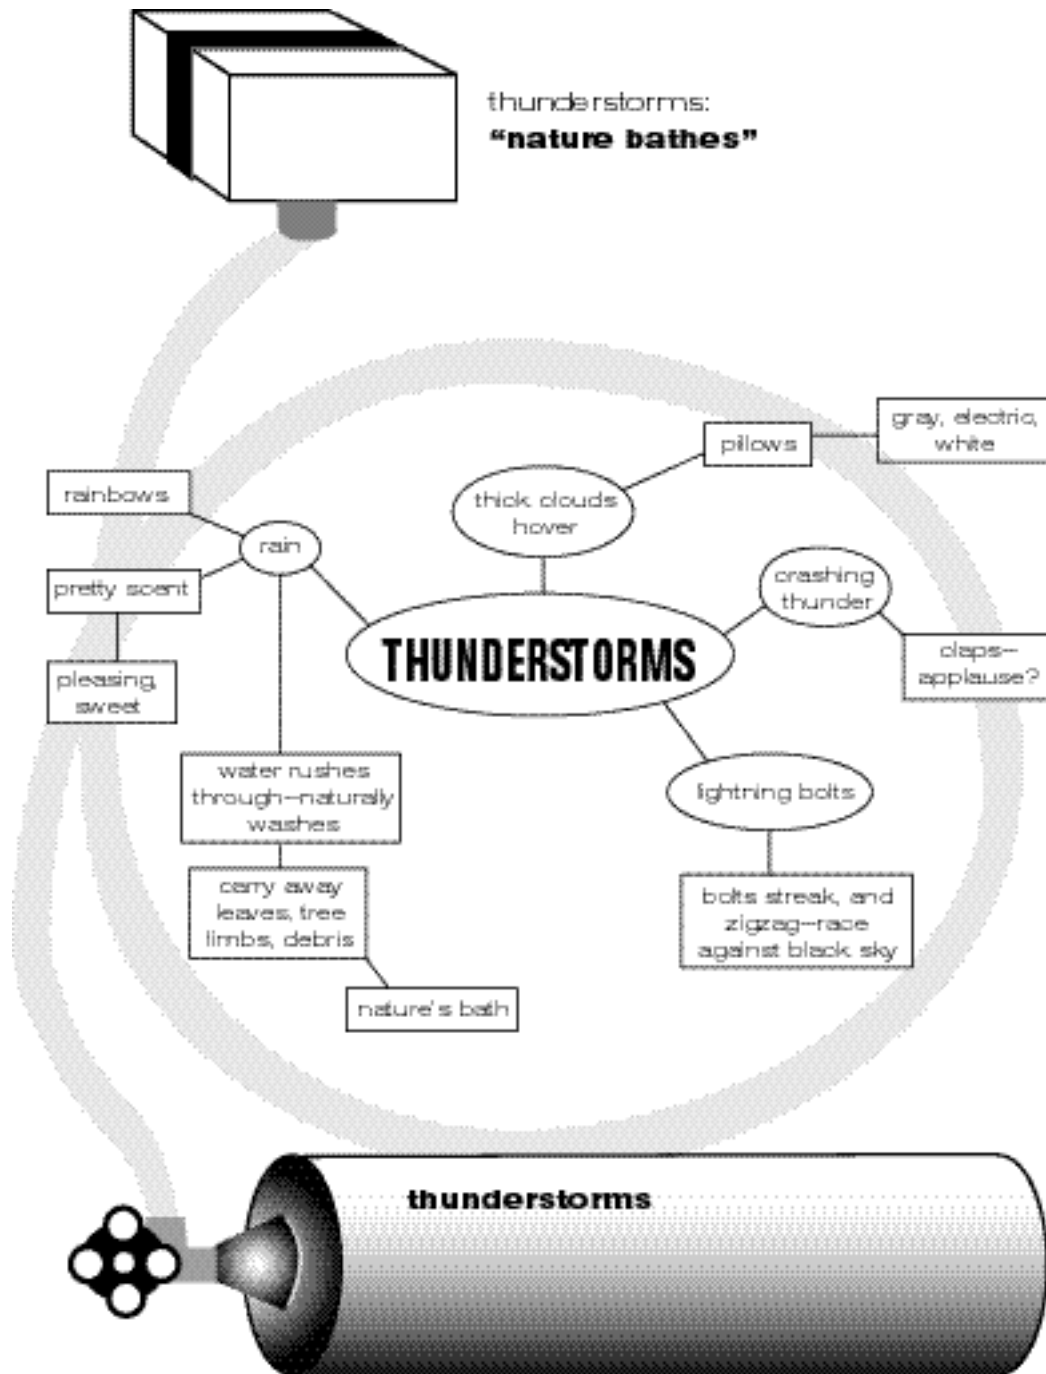 thunderstorms:
“nature bathes”
gray, electric,
white
pillows
thick clouds
hover
rainbows
rain
pretty scent
pleasing,
sweet
crashing
thunder
claps—
applause?
THUNDERSTORMS
water rushes
through—naturally
washes
lightning bolts
carry away
leaves, tree
limbs, debris
bolts streak, and
zigzag—race
against black sky
nature's bath
thunderstorms